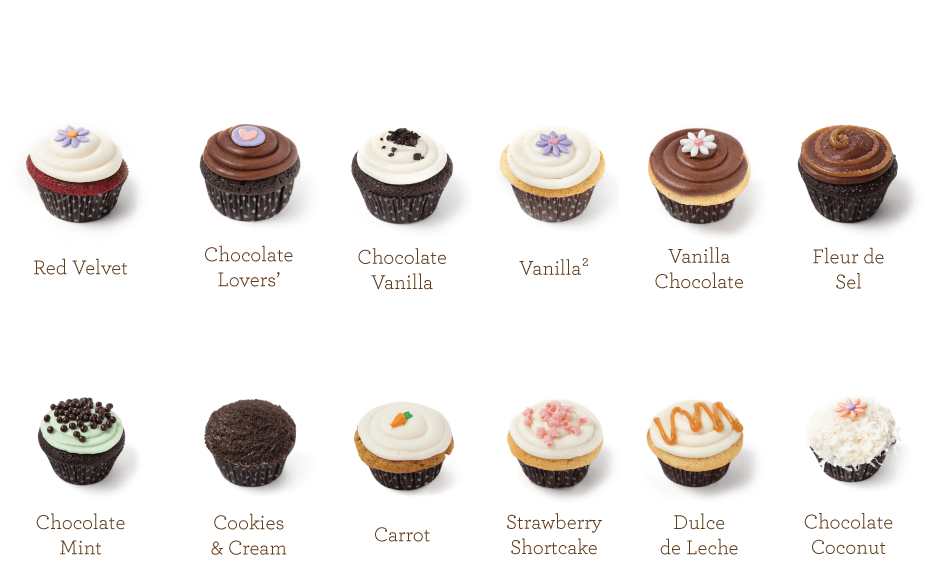 Red Velvet
Chocolate
Lovers’
Chocolate
Vanilla
Vanilla²
Vanilla
Chocolate
Fleur de
Sel
Chocolate
Mint
Cookies
& Cream
Carrot
Strawberry
Shortcake
Dulce
de Leche
Chocolate
Coconut